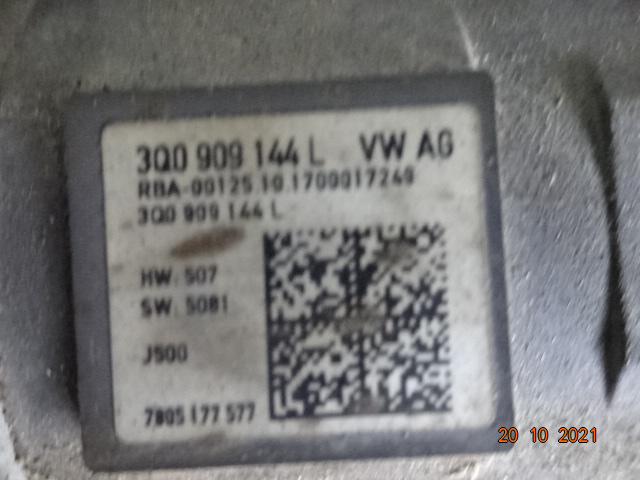 3Q0 909 144 L VW AG
RBA-00125.10.1700017249
3Q0 909 144 L
HW: 507
SW: 5081
J500
7805 177 577
20 10 2021